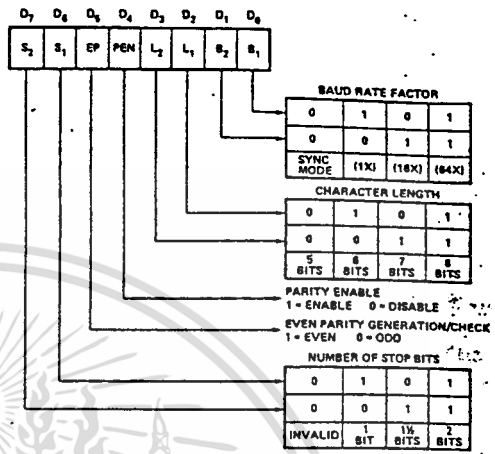 D7 D6 D5 D4 D3 D2 D1 D0
S2 S1 EP PEN L2 L1 B2 B1
BAUD RATE FACTOR
0 1 0 1
0 0 1 1
SYNC MODE (1X) (16X) (64X)
CHARACTER LENGTH
0 1 0 1
0 0 1 1
5 BITS 6 BITS 7 BITS 8 BITS
PARITY ENABLE
1 = ENABLE 0 = DISABLE
EVEN PARITY GENERATION/CHECK
1 = EVEN 0 = ODD
NUMBER OF STOP BITS
0 1 0 1
0 0 1 1
INVALID 1 BIT 1½ BITS 2 BITS